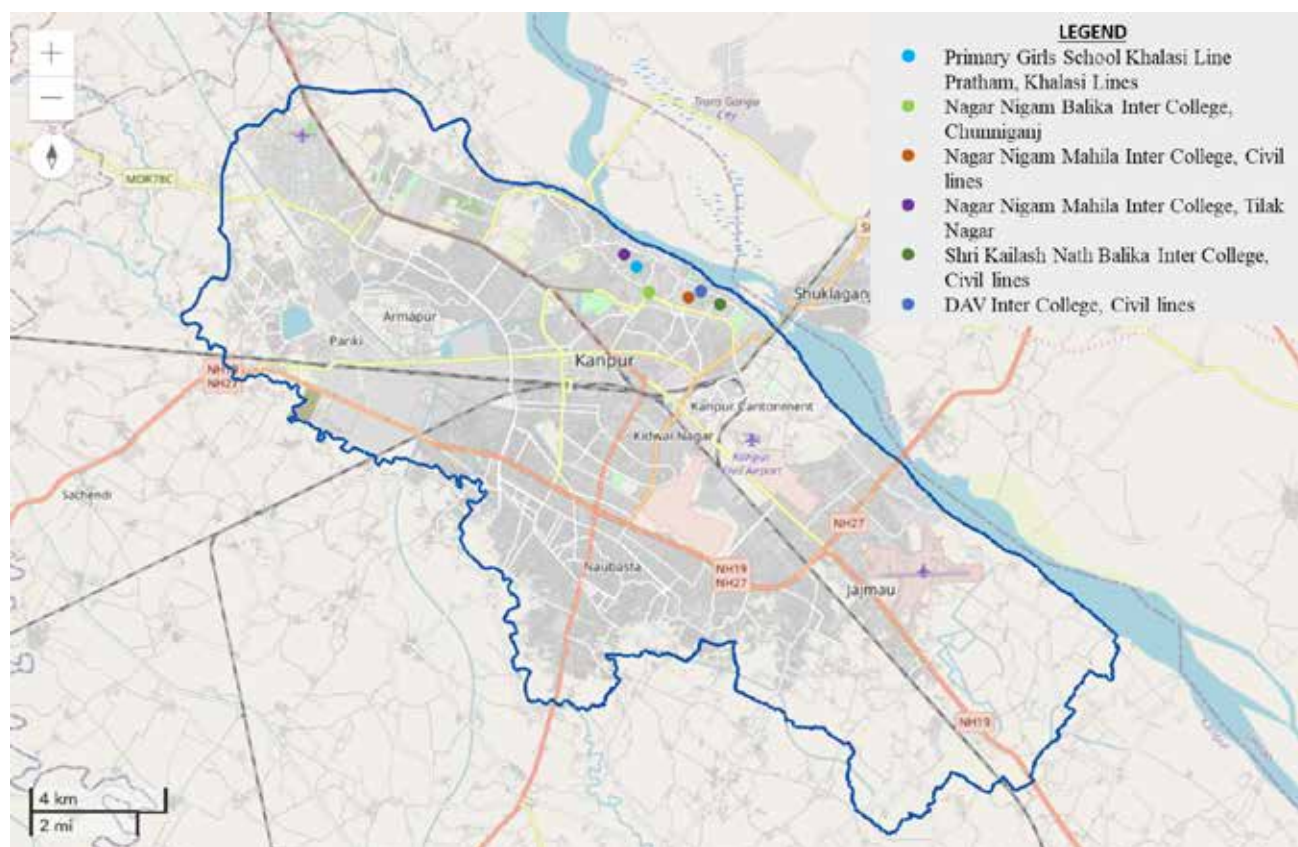 LEGEND
Primary Girls School Khalasi Line
Pratham, Khalasi Lines
Nagar Nigam Balika Inter College,
Chunniganj
Nagar Nigam Mahila Inter College, Civil
lines
Nagar Nigam Mahila Inter College, Tilak
Nagar
Shri Kailash Nath Balika Inter College,
Civil lines
DAV Inter College, Civil lines
+
−
Trans Ganga
City
MDR78C
Shuklaganj
Armapur
Panki
Kanpur
NH19
NH27
Kanpur Cantonment
Kidwai Nagar
Kanpur
Civil Airport
Sachendi
NH27
Naubasta
NH19
NH27
Jajmau
NH19
4 km
2 mi